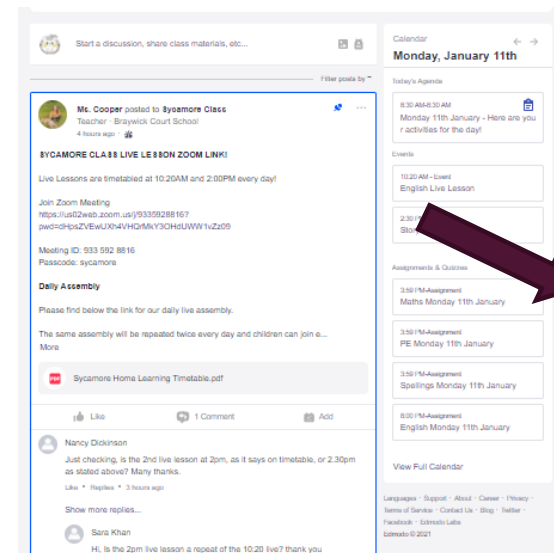 Start a discussion, share class materials, etc...
Filter posts by
Ms. Cooper posted to Sycamore Class
Teacher · Braywick Court School
4 hours ago ·
SYCAMORE CLASS LIVE LESSON ZOOM LINK!
Live Lessons are timetabled at 10:20AM and 2:00PM every day!
Join Zoom Meeting
https://us02web.zoom.us/j/9335928816?
pwd=dHpsZVEwUXh4VHQrMkY3OHdUWW1vZz09
Meeting ID: 933 592 8816
Passcode: sycamore
Daily Assembly
Please find below the link for our daily live assembly.
The same assembly will be repeated twice every day and children can join e...
More
PDF
Sycamore Home Learning Timetable.pdf
Like
1 Comment
Add
Nancy Dickinson
Just checking, is the 2nd live lesson at 2pm, as it says on timetable, or 2.30pm
as stated above? Many thanks.
Like • Replies • 3 hours ago
Show more replies...
Sara Khan
Hi, Is the 2pm live lesson a repeat of the 10:20 live? thank you
Calendar
Monday, January 11th
Today's Agenda
8:30 AM-8:30 AM
Monday 11th January - Here are you
r activities for the day!
Events
10:20 AM - Event
English Live Lesson
Assignments & Quizzes
3:59 PM-Assignment
Maths Monday 11th January
3:59 PM-Assignment
PE Monday 11th January
3:59 PM-Assignment
Spellings Monday 11th January
8:00 PM-Assignment
English Monday 11th January
View Full Calendar
Languages · Support · About · Career · Privacy ·
Terms of Service · Contact Us · Blog · Twitter ·
Facebook · Edmodo Labs
Edmodo © 2021